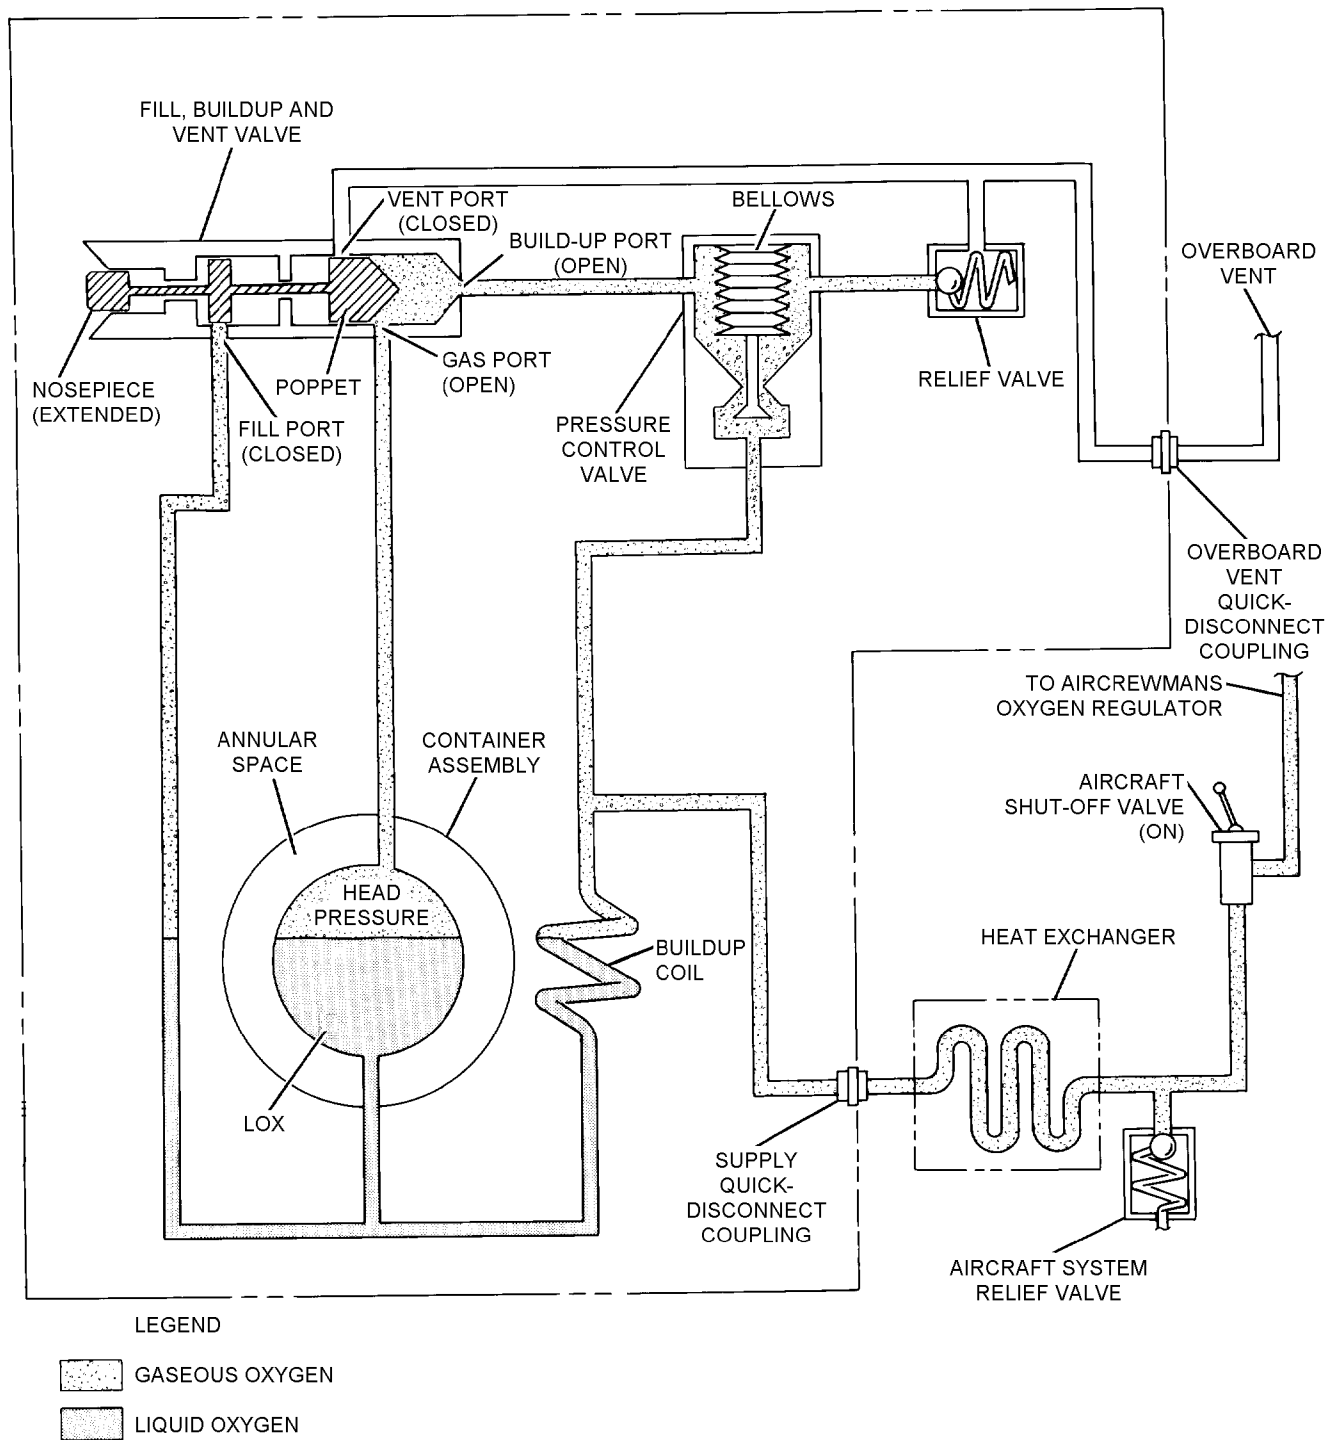 FILL, BUILDUP AND
VENT VALVE
VENT PORT
(CLOSED)
BELLOWS
BUILD-UP PORT
(OPEN)
OVERBOARD
VENT
NOSEPIECE
(EXTENDED)
POPPET
GAS PORT
(OPEN)
RELIEF VALVE
FILL PORT
(CLOSED)
PRESSURE
CONTROL
VALVE
OVERBOARD
VENT
QUICK-
DISCONNECT
COUPLING
TO AIRCREWMANS
OXYGEN REGULATOR
ANNULAR
SPACE
CONTAINER
ASSEMBLY
AIRCRAFT
SHUT-OFF VALVE
(ON)
HEAD
PRESSURE
BUILDUP
COIL
HEAT EXCHANGER
LOX
SUPPLY
QUICK-
DISCONNECT
COUPLING
AIRCRAFT SYSTEM
RELIEF VALVE
LEGEND
GASEOUS OXYGEN
LIQUID OXYGEN